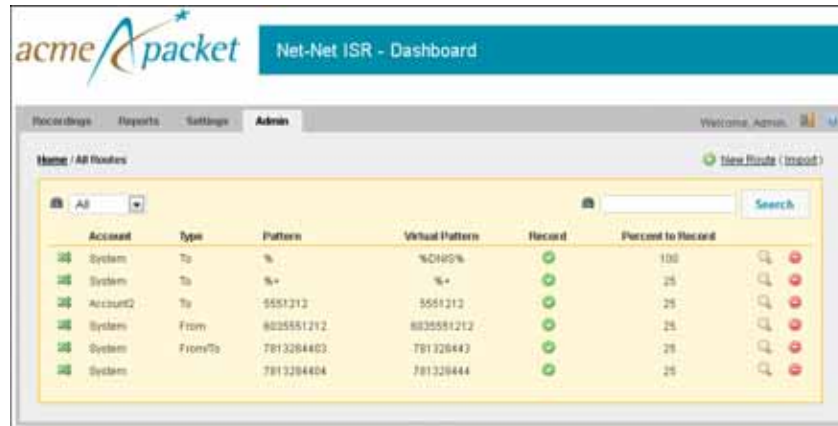 acme packet
Net-Net ISR - Dashboard
Recordings Reports Settings Admin Welcome, Admin.
Home / All Routes New Route (Import)
All Search
Account Type Pattern Virtual Pattern Record Percent to Record
System To % %DNIS% 100
System To %+ %+ 25
Account2 To 5551212 5551212 25
System From 6035551212 6035551212 25
System From/To 7813284403 781328443 25
System 7813284404 781328444 25